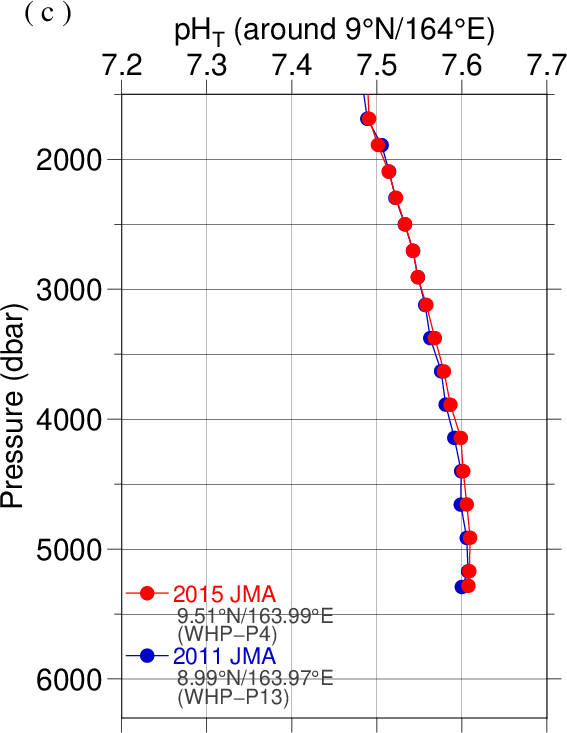 ( c )
pHT (around 9°N/164°E)
7.2 7.3 7.4 7.5 7.6 7.7
2000
3000
4000
5000
6000
Pressure (dbar)
2015 JMA
9.51°N/163.99°E
(WHP−P4)
2011 JMA
8.99°N/163.97°E
(WHP−P13)